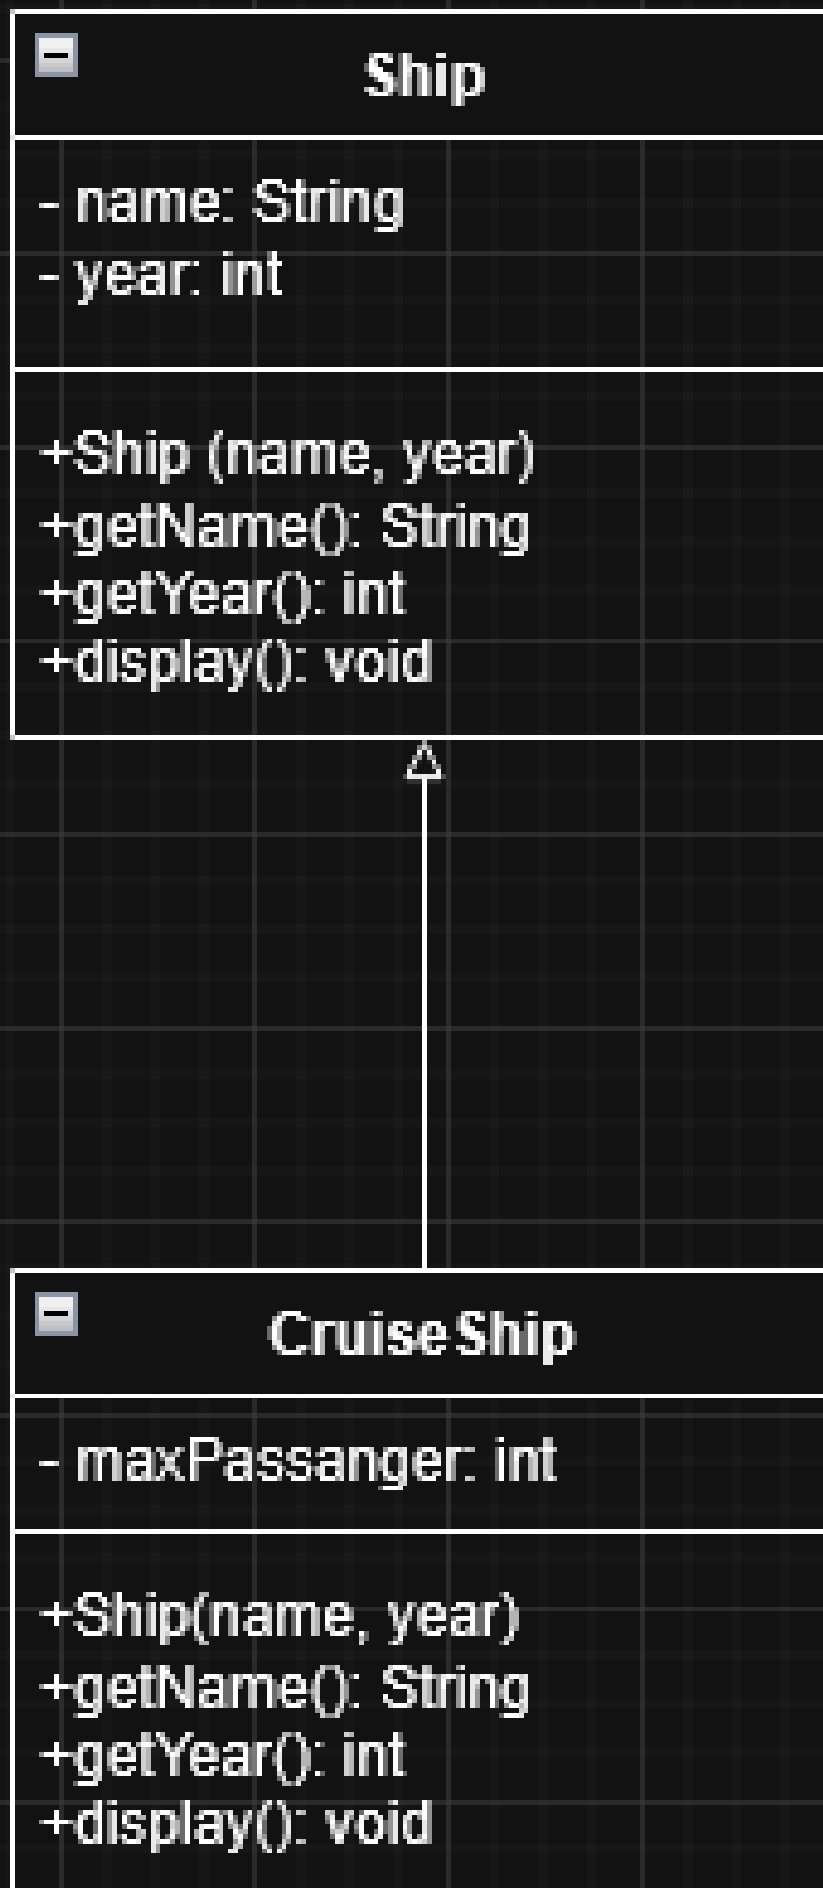 Ship
- name: String
- year: int
+Ship (name, year)
+getName(): String
+getYear(): int
+display(): void
CruiseShip
- maxPassanger: int
+Ship(name, year)
+getName(): String
+getYear(): int
+display(): void